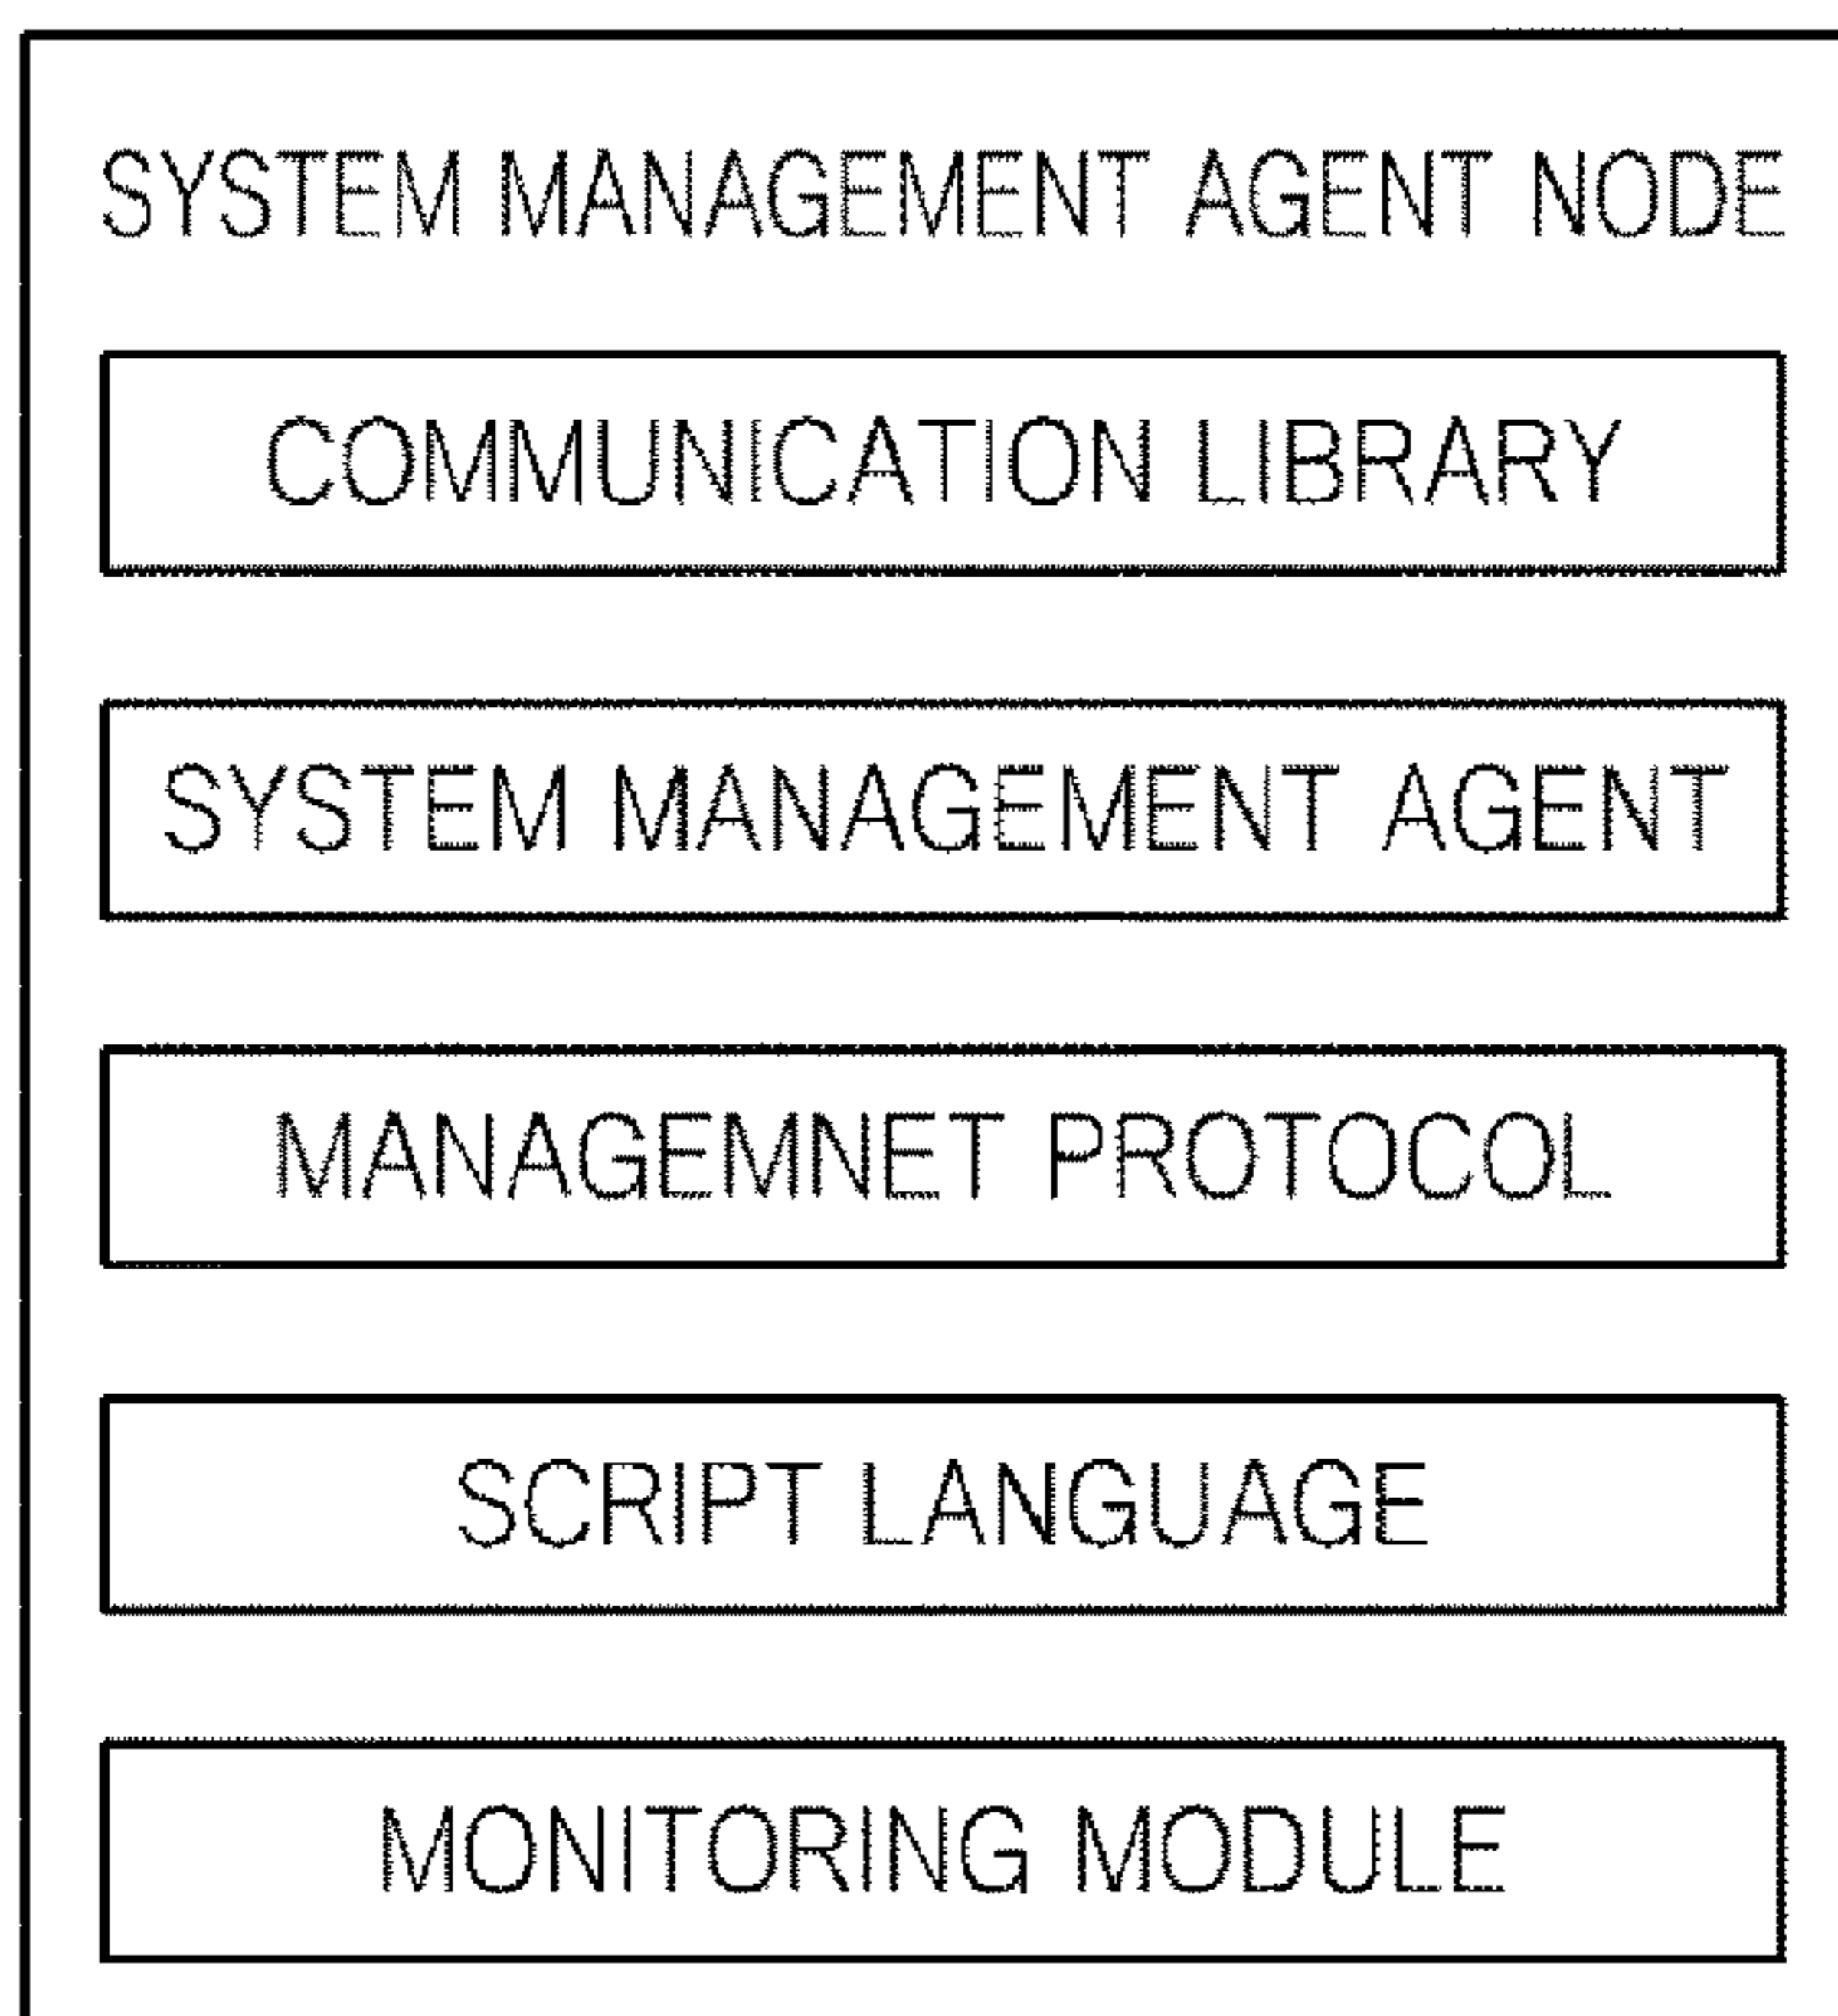 SYSTEM MANAGEMENT AGENT NODE
COMMUNICATION LIBRARY
SYSTEM MANAGEMENT AGENT
MANAGEMNET PROTOCOL
SCRIPT LANGUAGE
MONITORING MODULE